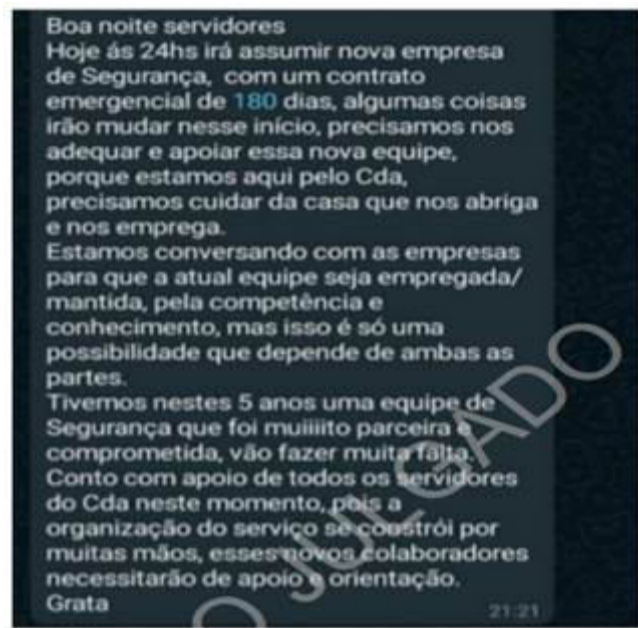 Boa noite servidores
Hoje ás 24hs irá assumir nova empresa
de Segurança, com um contrato
emergencial de 180 dias, algumas coisas
irão mudar nesse início, precisamos nos
adequar e apoiar essa nova equipe,
porque estamos aqui pelo Cda,
precisamos cuidar da casa que nos abriga
e nos emprega.
Estamos conversando com as empresas
para que a atual equipe seja empregada/
mantida, pela competência e
conhecimento, mas isso é só uma
possibilidade que depende de ambas as
partes.
Tivemos nestes 5 anos uma equipe de
Segurança que foi muiiiito parceira e
comprometida, vão fazer muita falta.
Conto com apoio de todos os servidores
do Cda neste momento, pois a
organização do serviço se constrói por
muitas mãos, esses novos colaboradores
necessitarão de apoio e orientação.
Grata
21:21
O JULGADO